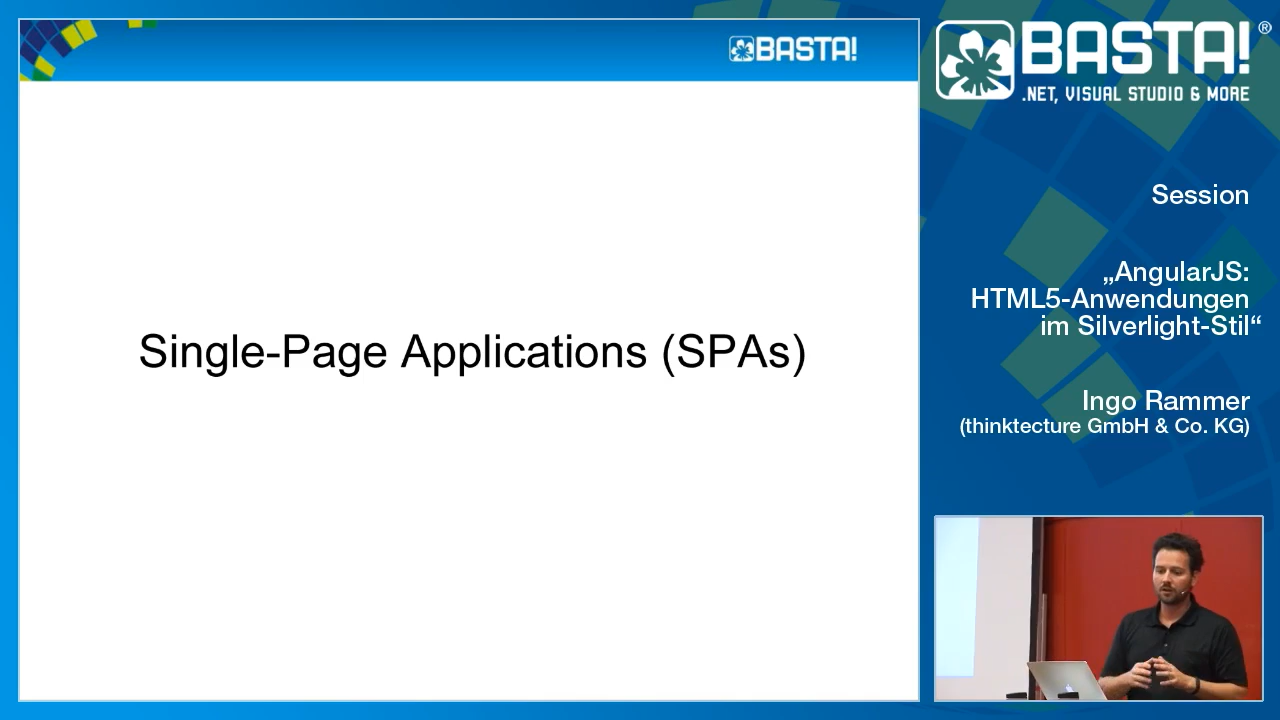 BASTA!
Single-Page Applications (SPAs)
BASTA!®
.NET, VISUAL STUDIO & MORE
Session
„AngularJS:
HTML5-Anwendungen
im Silverlight-Stil“
Ingo Rammer
(thinktecture GmbH & Co. KG)